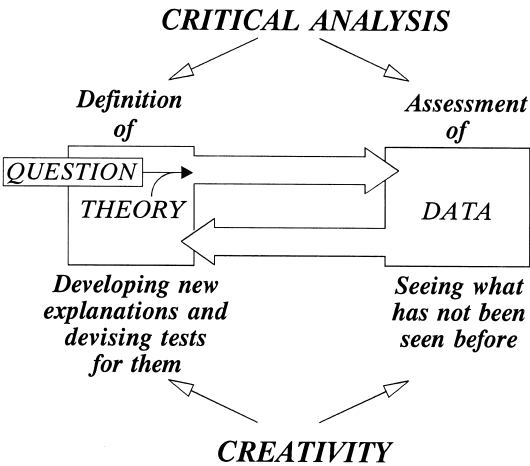 CRITICAL ANALYSIS
Definition
of
Assessment
of
QUESTION
THEORY
DATA
Developing new
explanations and
devising tests
for them
Seeing what
has not been
seen before
CREATIVITY